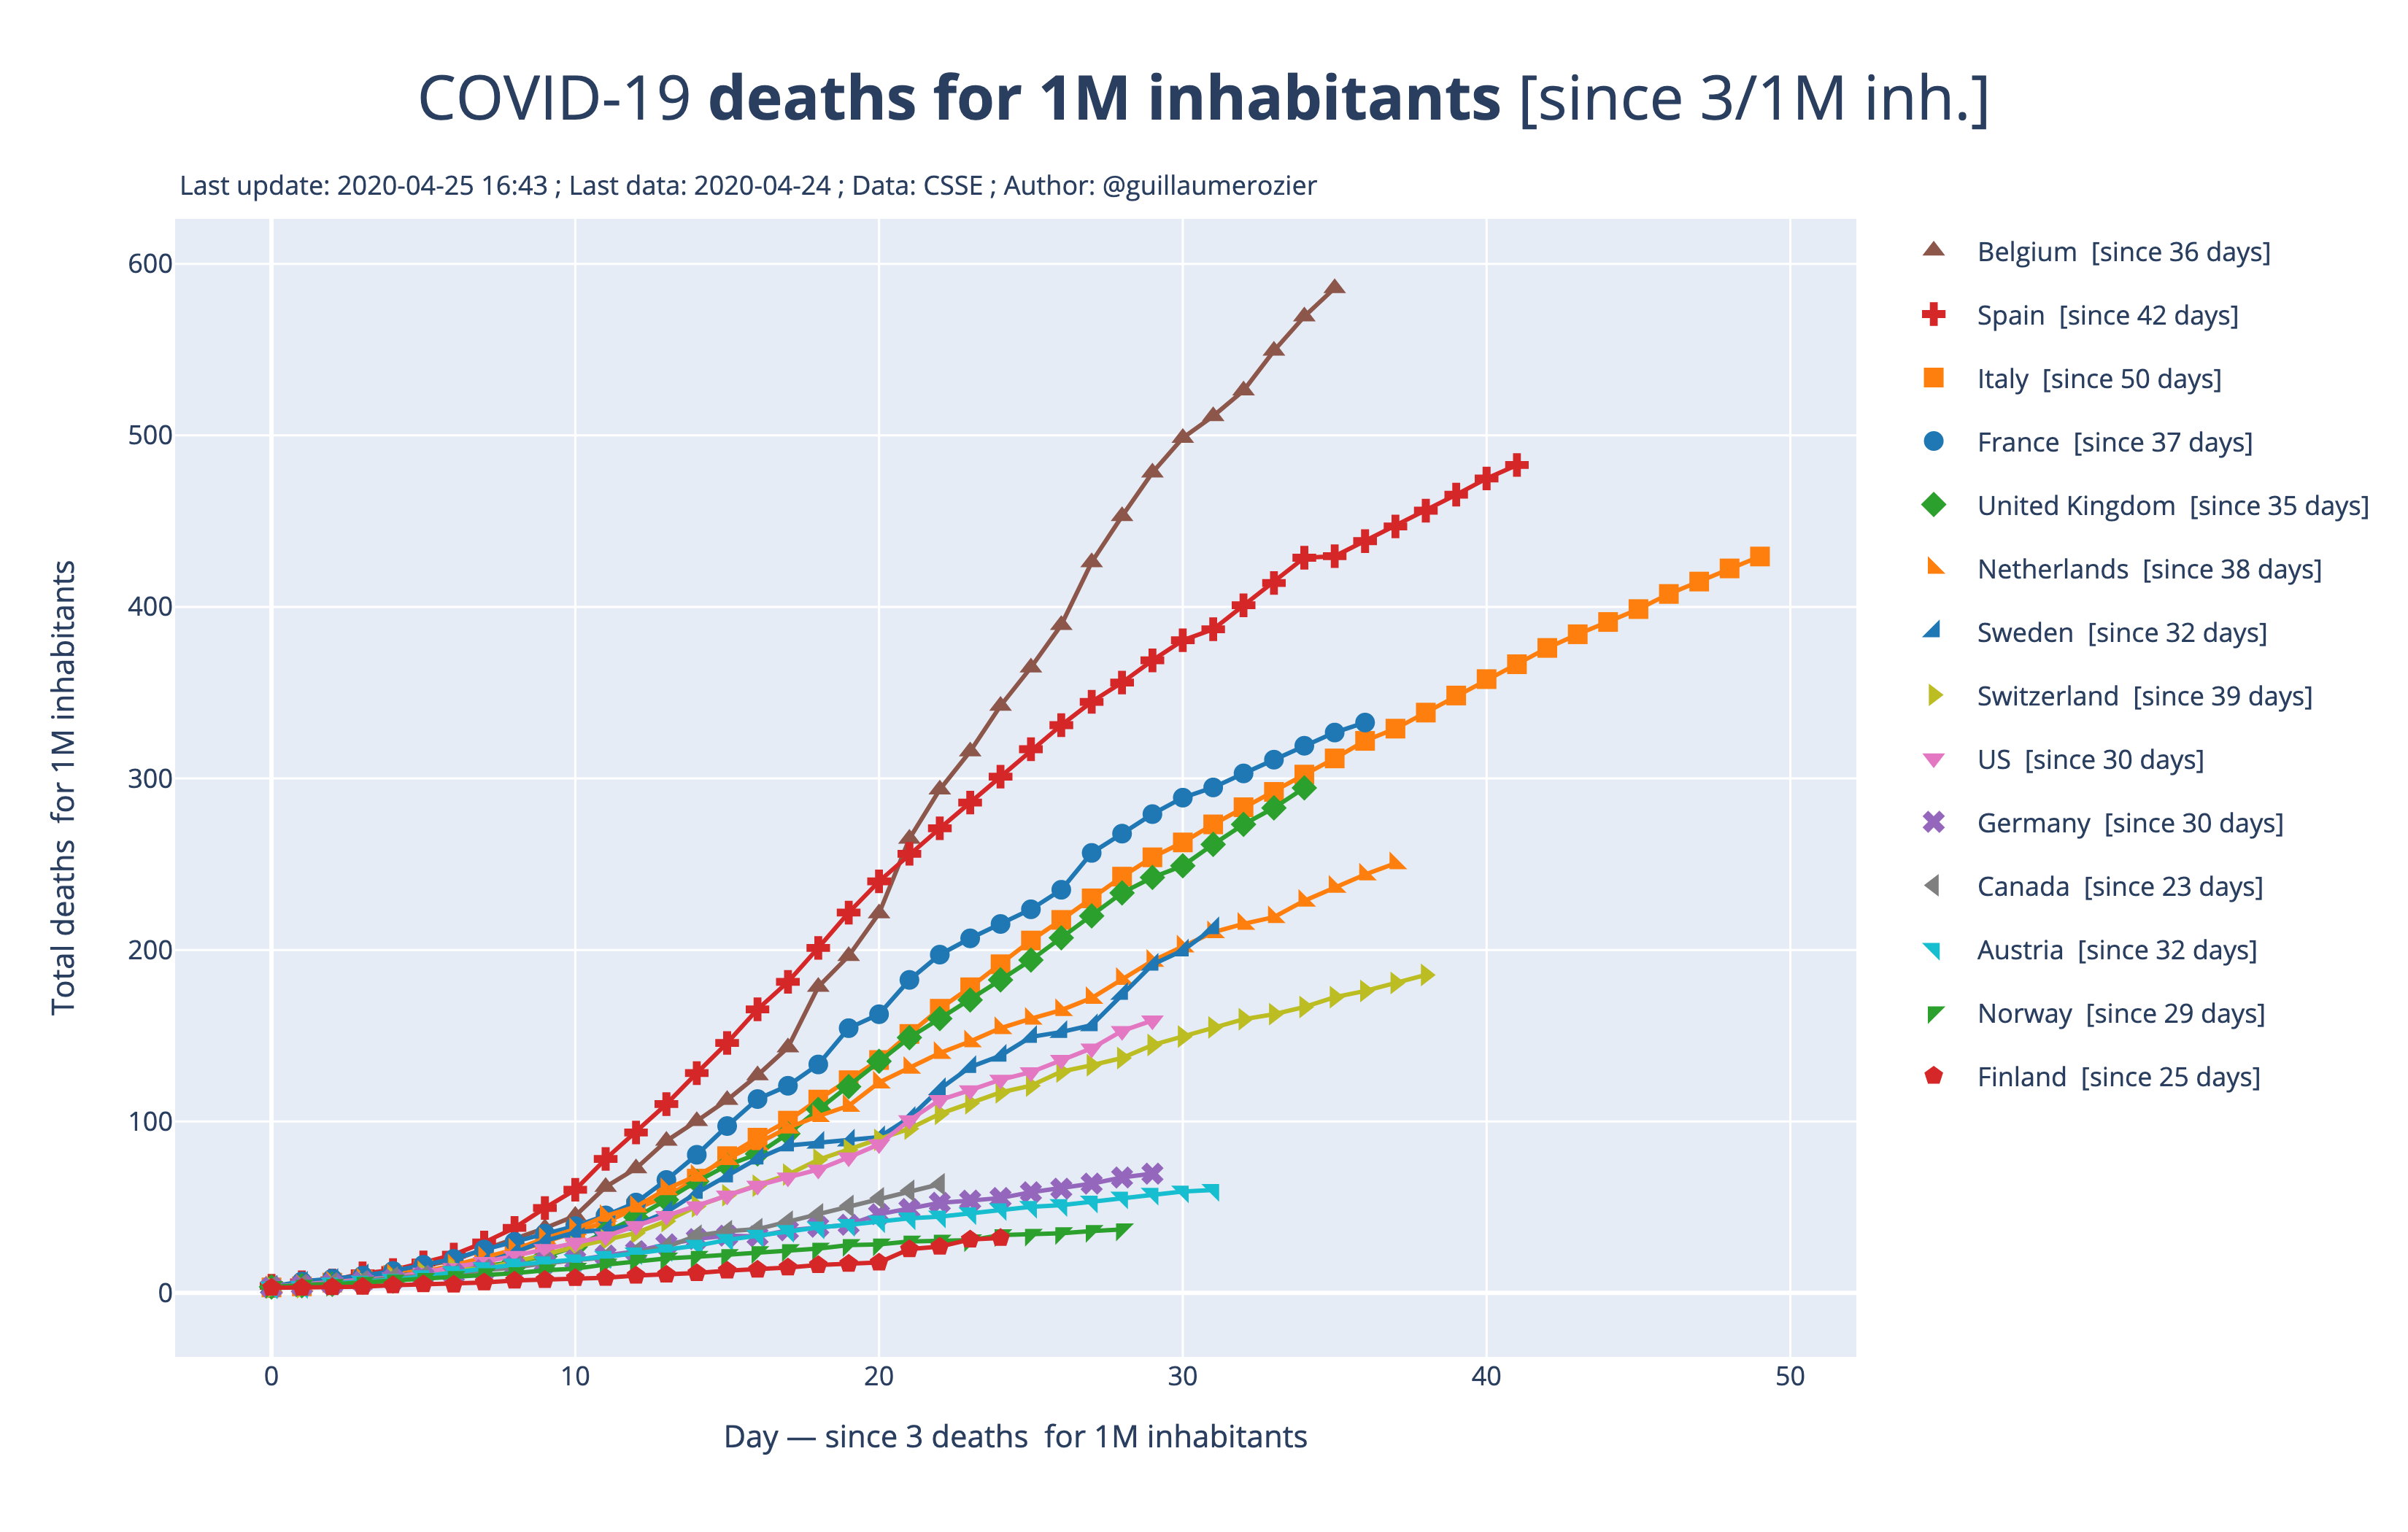 COVID-19 deaths for 1M inhabitants [since 3/1M inh.]
Last update: 2020-04-25 16:43 ; Last data: 2020-04-24 ; Data: CSSE ; Author: @guillaumerozier
Total deaths for 1M inhabitants
600
500
400
300
200
100
0
0 10 20 30 40 50
Day — since 3 deaths for 1M inhabitants
Belgium [since 36 days]
Spain [since 42 days]
Italy [since 50 days]
France [since 37 days]
United Kingdom [since 35 days]
Netherlands [since 38 days]
Sweden [since 32 days]
Switzerland [since 39 days]
US [since 30 days]
Germany [since 30 days]
Canada [since 23 days]
Austria [since 32 days]
Norway [since 29 days]
Finland [since 25 days]